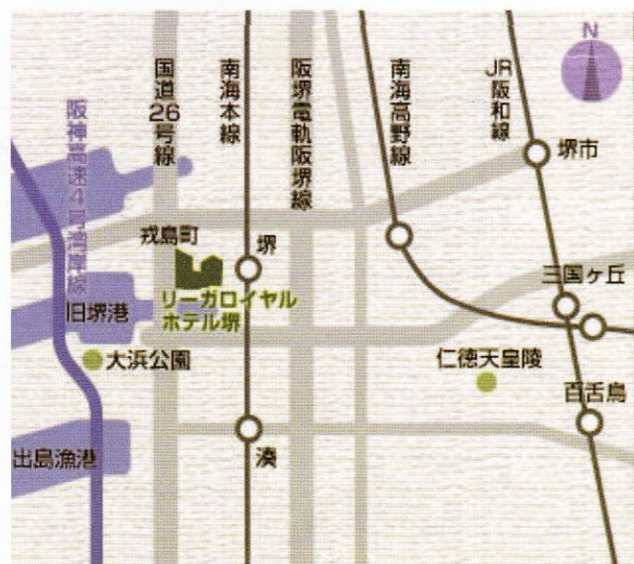 N
国道26号線
南海本線
阪堺電軌阪堺線
南海高野線
JR阪和線
阪神高速4号湾岸線
堺市
戎島町
堺
三国ヶ丘
リーガロイヤル
ホテル堺
旧堺港
大浜公園
仁徳天皇陵
百舌鳥
出島漁港
湊